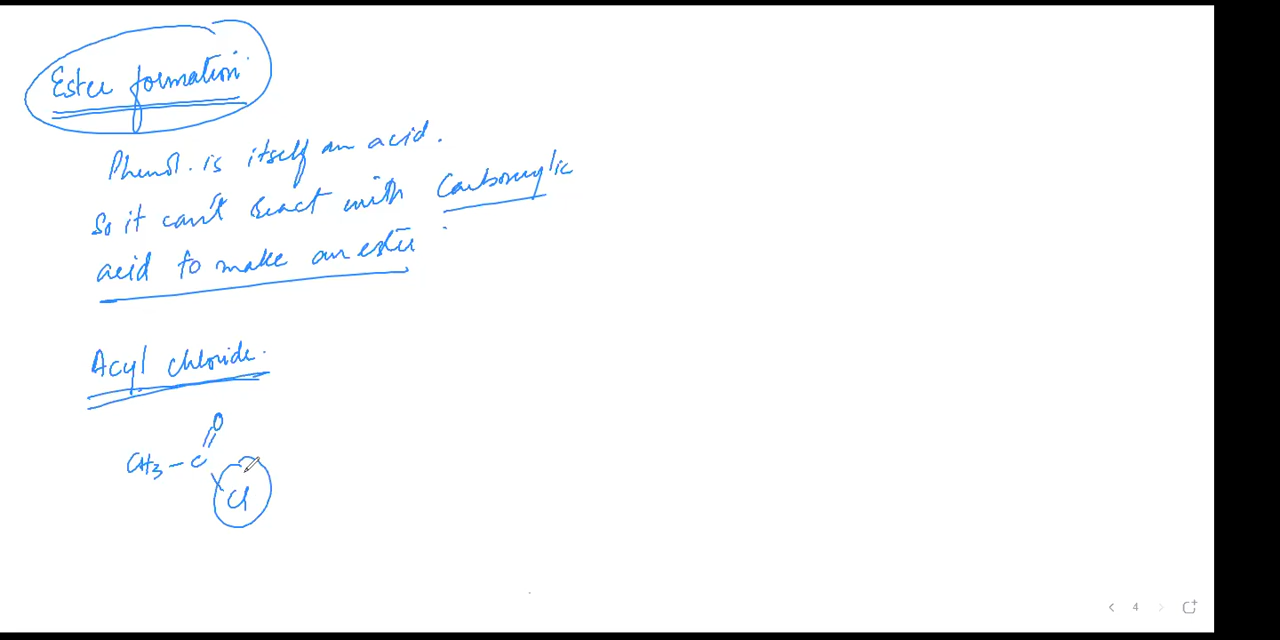 Ester formation.
Phenol. is itself an acid.
So it can't react with Carboxylic
acid to make an ester.
Acyl chloride.
O
CH3 - C
Cl
4